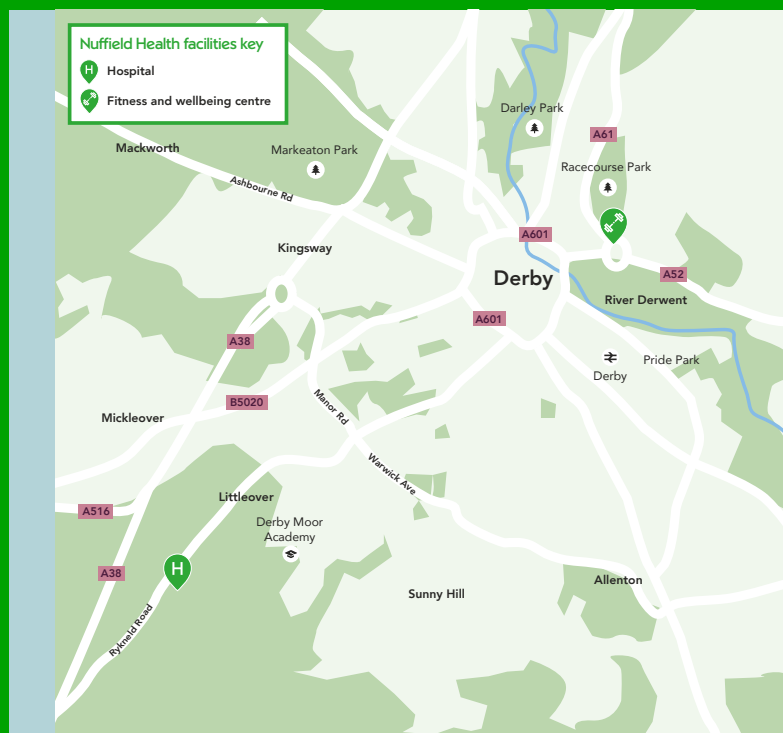 Nuffield Health facilities key
H
Hospital
Fitness and wellbeing centre
Darley Park
A61
Mackworth
Markeaton Park
Racecourse Park
Ashbourne Rd
A601
Kingsway
Derby
A52
River Derwent
A601
A38
Pride Park
Derby
B5020
Manor Rd
Mickleover
Warwick Ave
Littleover
A516
Derby Moor
Academy
H
A38
Allenton
Sunny Hill
Rykneld Road